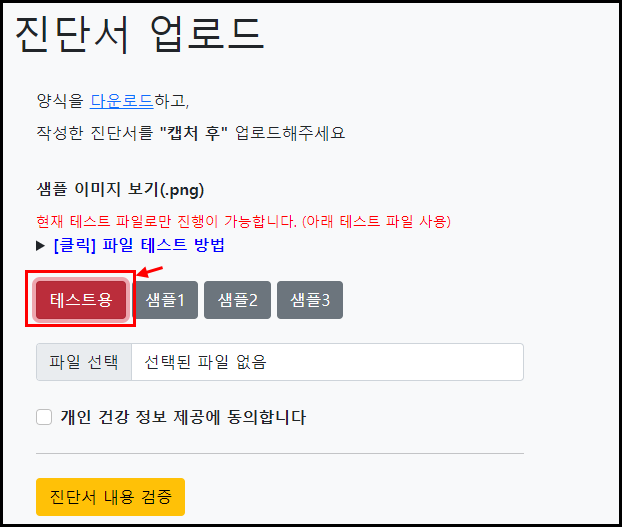 진단서 업로드
양식을 다운로드하고,
작성한 진단서를 "캡처 후" 업로드해주세요
샘플 이미지 보기(.png)
현재 테스트 파일로만 진행이 가능합니다. (아래 테스트 파일 사용)
▶ [클릭] 파일 테스트 방법
테스트용 샘플1 샘플2 샘플3
파일 선택 선택된 파일 없음
개인 건강 정보 제공에 동의합니다
진단서 내용 검증